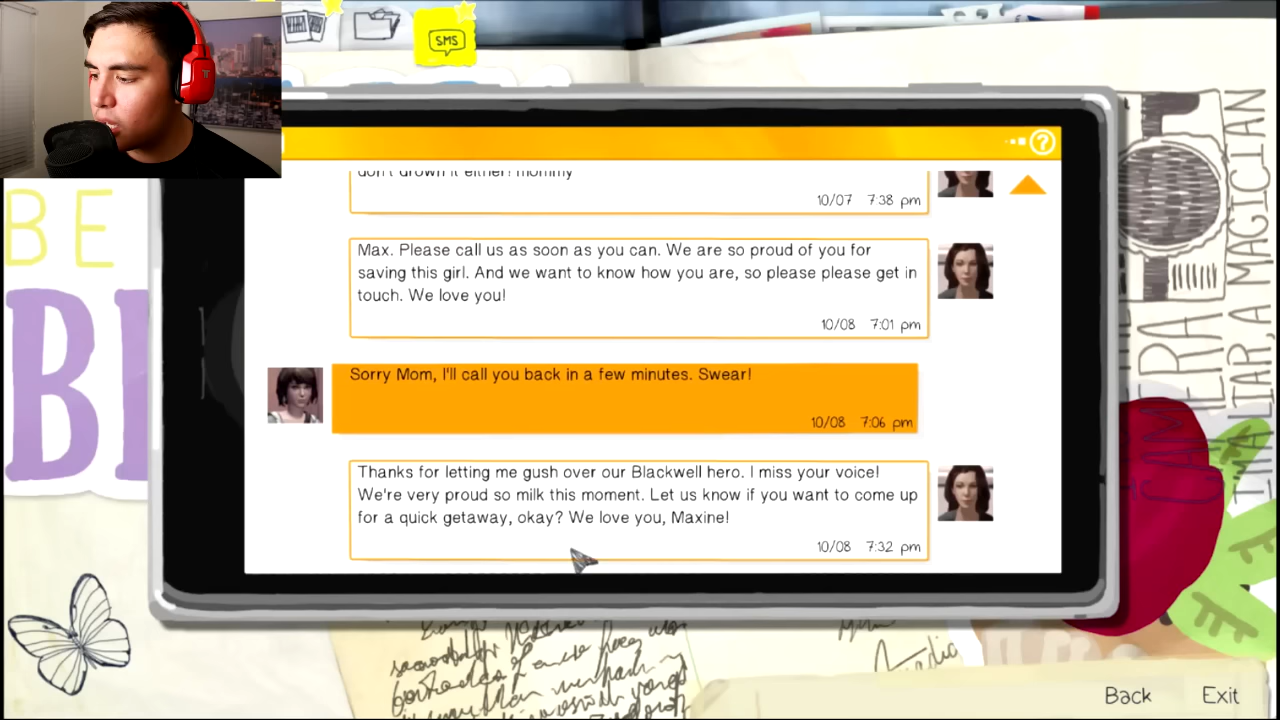 SMS
?
don't drown it either! mommy
10/07 7:38 pm
Max. Please call us as soon as you can. We are so proud of you for
saving this girl. And we want to know how you are, so please please get in
touch. We love you!
10/08 7:01 pm
Sorry Mom, I'll call you back in a few minutes. Swear!
10/08 7:06 pm
Thanks for letting me gush over our Blackwell hero. I miss your voice!
We're very proud so milk this moment. Let us know if you want to come up
for a quick getaway, okay? We love you, Maxine!
10/08 7:32 pm
BE
CAMERA
LIAR, A MAGICIAN
Back Exit